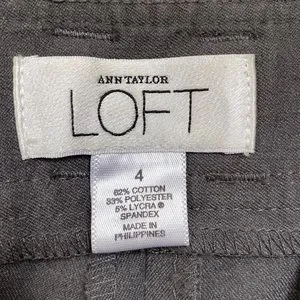 ANN TAYLOR
LOFT
4
62% COTTON
33% POLYESTER
5% LYCRA ®
SPANDEX
MADE IN
PHILIPPINES